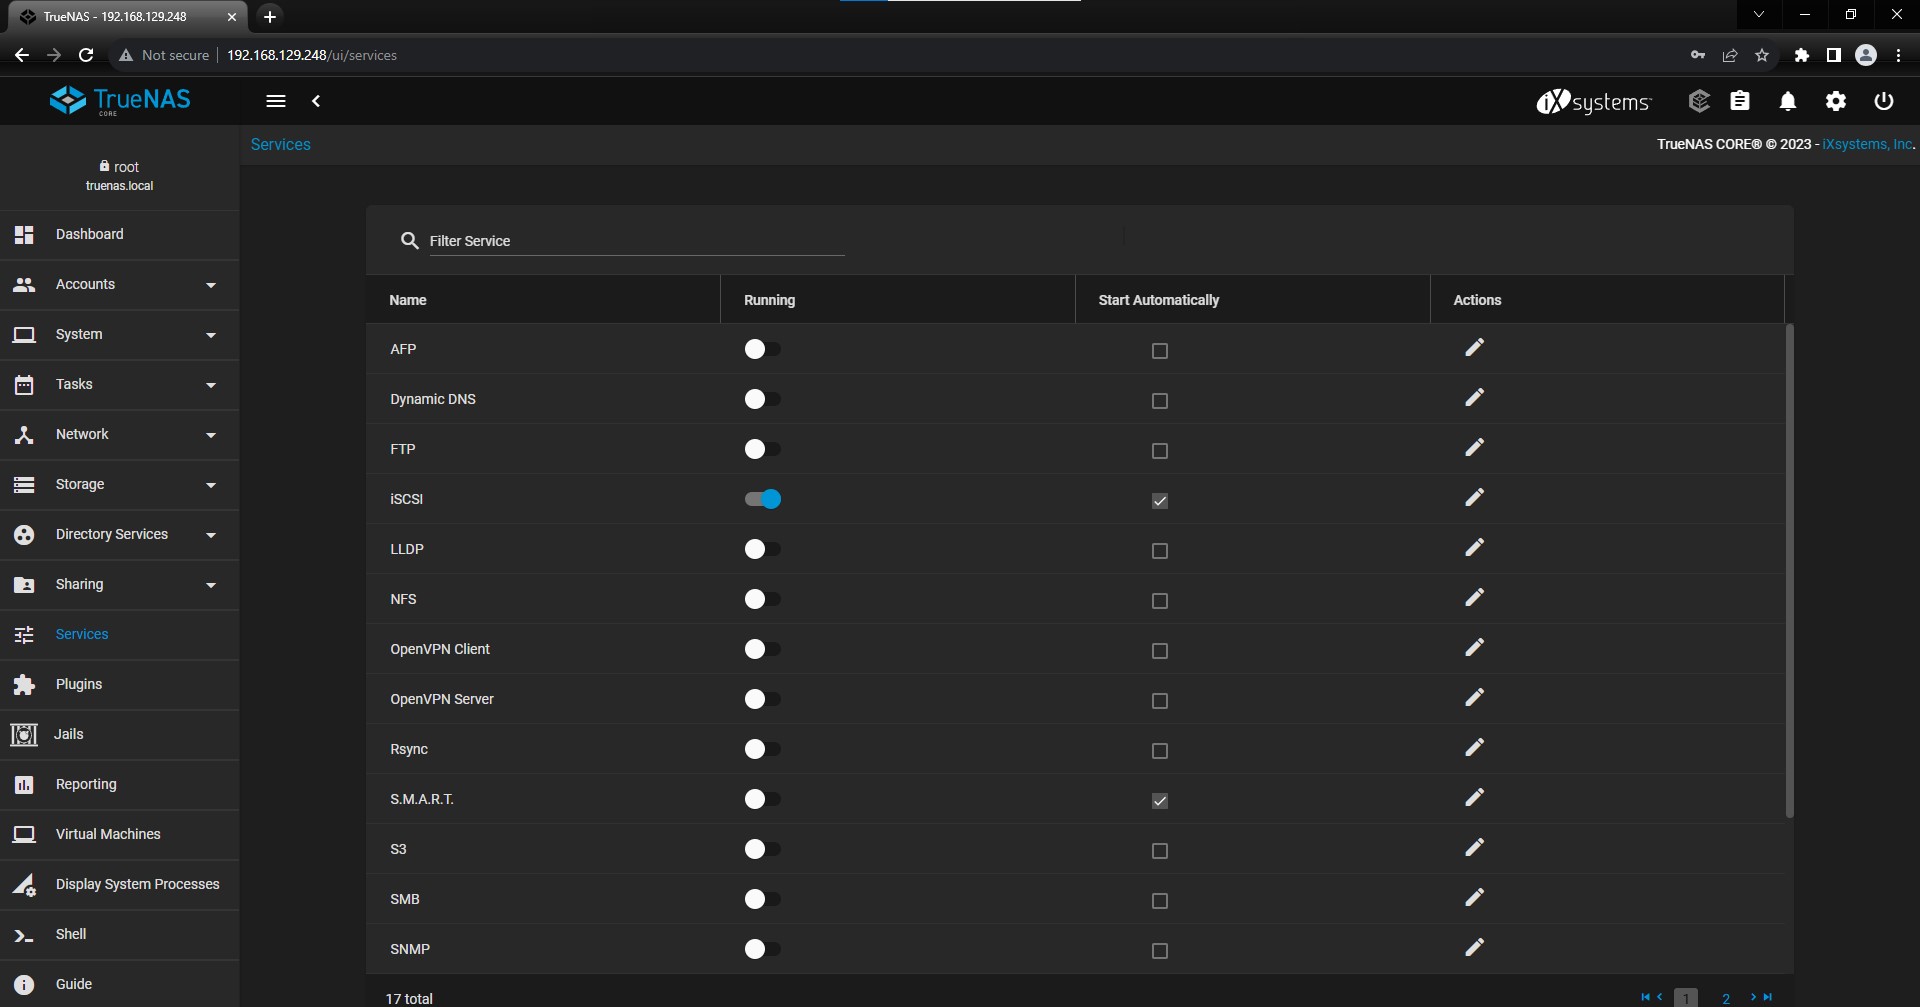 TrueNAS - 192.168.129.248
Not secure
192.168.129.248/ui/services
TrueNAS
CORE
iXsystems
Services
TrueNAS CORE® © 2023 - iXsystems, Inc.
root
truenas.local
Dashboard
Accounts
System
Tasks
Network
Storage
Directory Services
Sharing
Services
Plugins
Jails
Reporting
Virtual Machines
Display System Processes
Shell
Guide
Filter Service
Name Running Start Automatically Actions
AFP
Dynamic DNS
FTP
iSCSI
LLDP
NFS
OpenVPN Client
OpenVPN Server
Rsync
S.M.A.R.T.
S3
SMB
SNMP
17 total
1 2